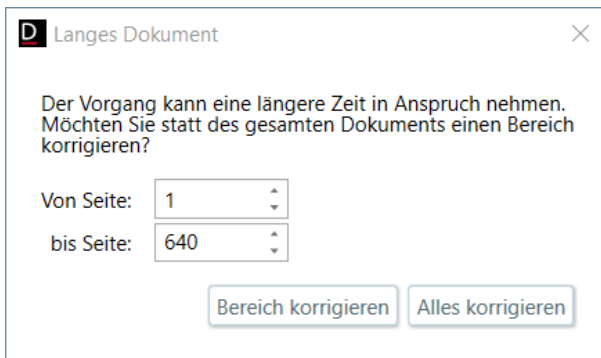 D Langes Dokument
Der Vorgang kann eine längere Zeit in Anspruch nehmen.
Möchten Sie statt des gesamten Dokuments einen Bereich
korrigieren?
Von Seite: 1
bis Seite: 640
Bereich korrigieren Alles korrigieren